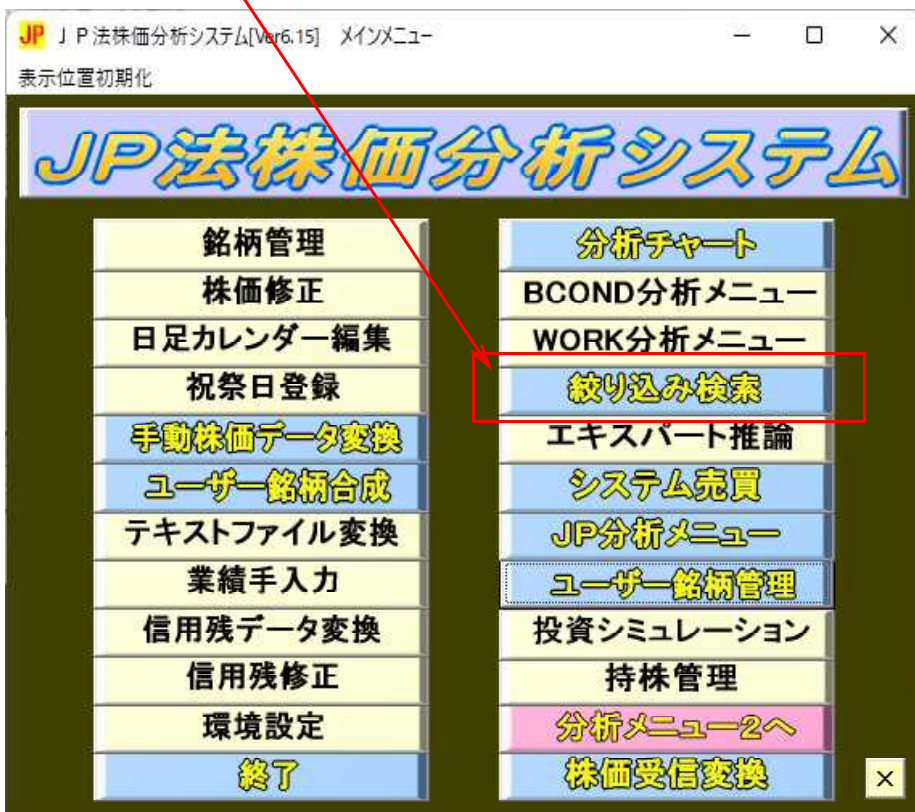 JP JP法株価分析システム[Ver6.15] メインメニュー
表示位置初期化
JP法株価分析システム
銘柄管理
株価修正
日足カレンダー編集
祝祭日登録
手動株価データ変換
ユーザー銘柄合成
テキストファイル変換
業績手入力
信用残データ変換
信用残修正
環境設定
終了
分析チャート
BCOND分析メニュー
WORK分析メニュー
絞り込み検索
エキスパート推論
システム売買
JP分析メニュー
ユーザー銘柄管理
投資シミュレーション
持株管理
分析メニュー2へ
株価受信変換